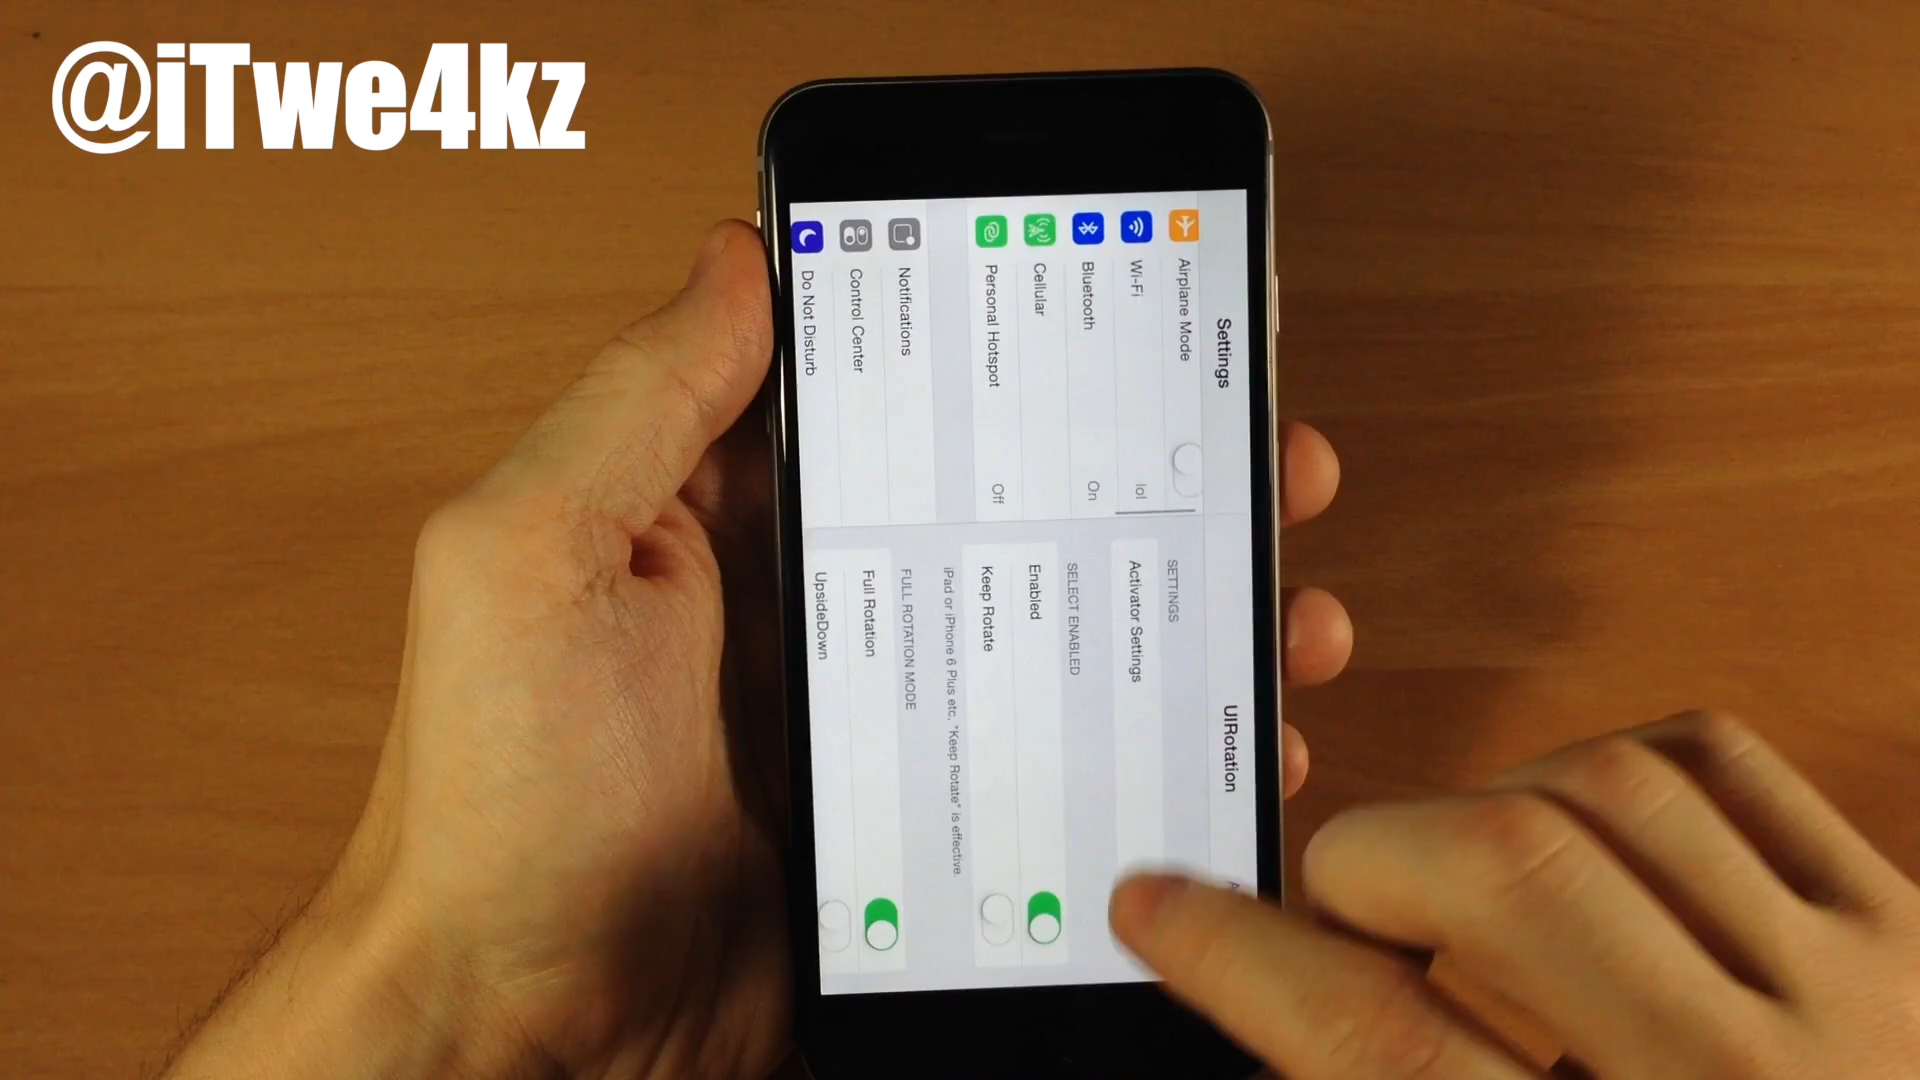 @iTwe4kz
Settings
Airplane Mode
Wi-Fi
lol
Bluetooth
On
Cellular
Personal Hotspot
Off
Notifications
Control Center
Do Not Disturb
UIRotation
SETTINGS
Activator Settings
SELECT ENABLED
Enabled
Keep Rotate
iPad or iPhone 6 Plus etc, "Keep Rotate" is effective.
FULL ROTATION MODE
Full Rotation
UpsideDown